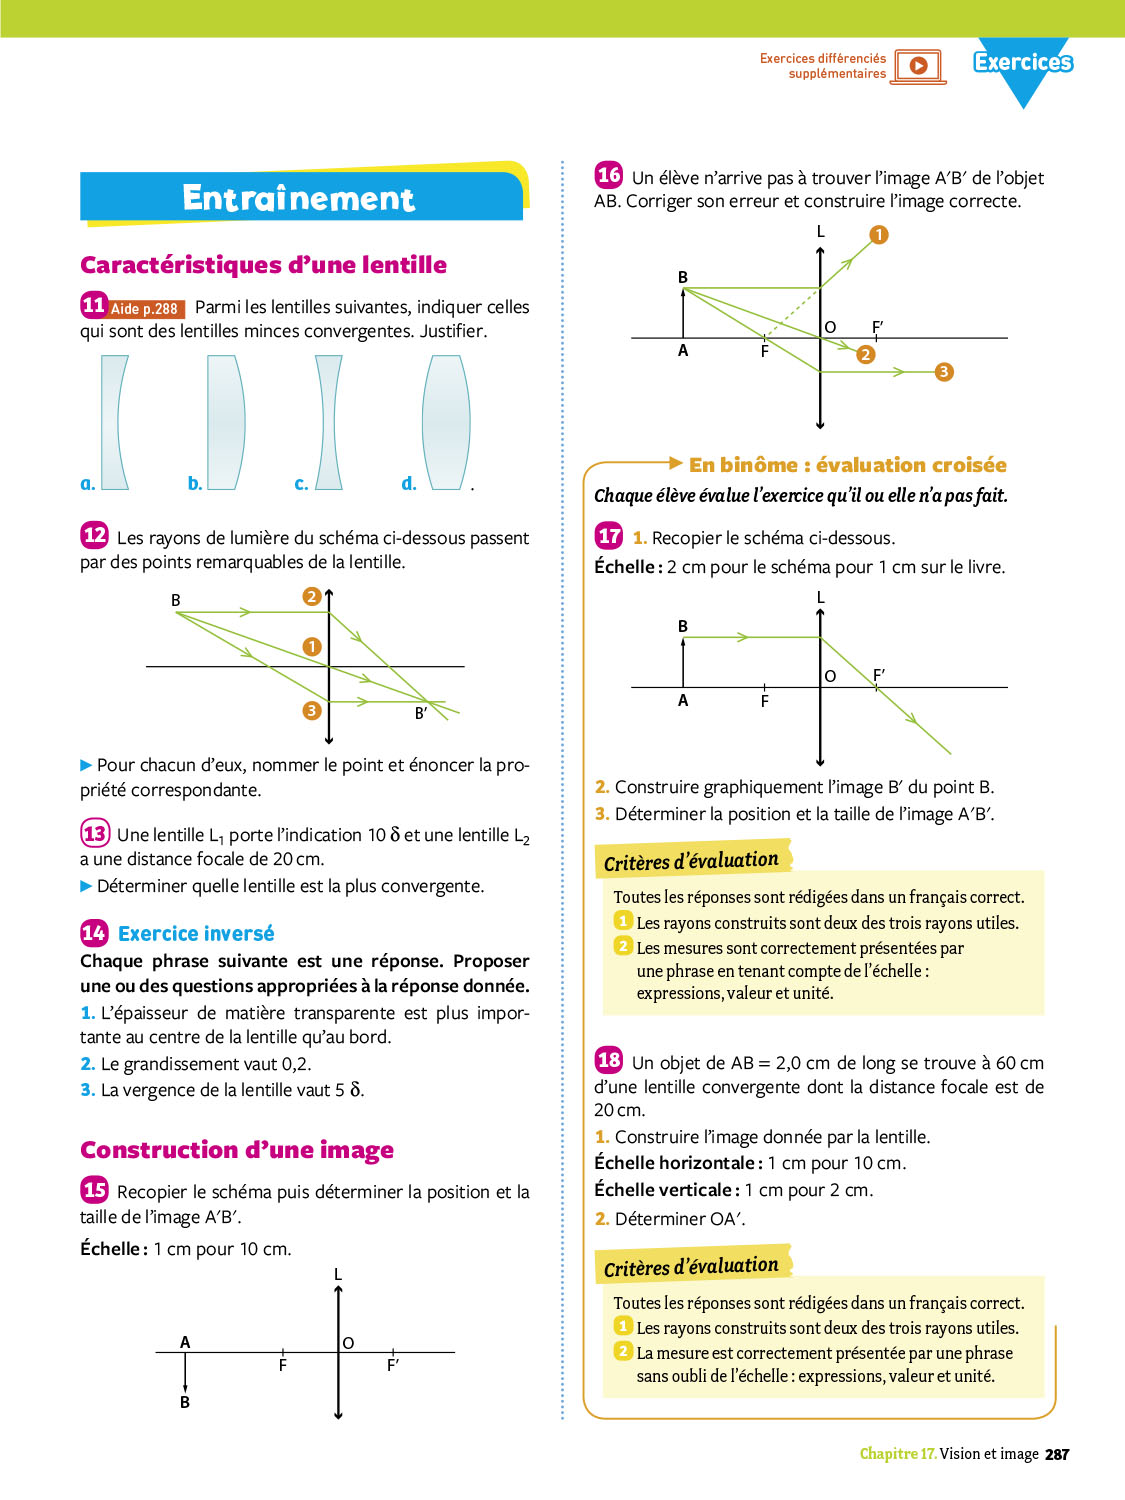 Exercices différenciés
supplémentaires
Exercices
Entraînement
Caractéristiques d'une lentille
11 Aide p.288 Parmi les lentilles suivantes, indiquer celles
qui sont des lentilles minces convergentes. Justifier.
a. b. c. d. .
12 Les rayons de lumière du schéma ci-dessous passent
par des points remarquables de la lentille.
B 2
1
3 B′
▶ Pour chacun d'eux, nommer le point et énoncer la pro-
priété correspondante.
13 Une lentille L₁ porte l'indication 10 δ et une lentille L₂
a une distance focale de 20 cm.
▶ Déterminer quelle lentille est la plus convergente.
14 Exercice inversé
Chaque phrase suivante est une réponse. Proposer
une ou des questions appropriées à la réponse donnée.
1. L'épaisseur de matière transparente est plus impor-
tante au centre de la lentille qu'au bord.
2. Le grandissement vaut 0,2.
3. La vergence de la lentille vaut 5 δ.
Construction d'une image
15 Recopier le schéma puis déterminer la position et la
taille de l'image A′B′.
Échelle : 1 cm pour 10 cm.
L
A O
F F′
B
16 Un élève n'arrive pas à trouver l'image A′B′ de l'objet
AB. Corriger son erreur et construire l'image correcte.
L 1
B
O F′
A F 2
3
En binôme : évaluation croisée
Chaque élève évalue l'exercice qu'il ou elle n'a pas fait.
17 1. Recopier le schéma ci-dessous.
Échelle : 2 cm pour le schéma pour 1 cm sur le livre.
L
B
O F′
A F
2. Construire graphiquement l'image B′ du point B.
3. Déterminer la position et la taille de l'image A′B′.
Critères d'évaluation
Toutes les réponses sont rédigées dans un français correct.
1 Les rayons construits sont deux des trois rayons utiles.
2 Les mesures sont correctement présentées par
une phrase en tenant compte de l'échelle :
expressions, valeur et unité.
18 Un objet de AB = 2,0 cm de long se trouve à 60 cm
d'une lentille convergente dont la distance focale est de
20 cm.
1. Construire l'image donnée par la lentille.
Échelle horizontale : 1 cm pour 10 cm.
Échelle verticale : 1 cm pour 2 cm.
2. Déterminer OA′.
Critères d'évaluation
Toutes les réponses sont rédigées dans un français correct.
1 Les rayons construits sont deux des trois rayons utiles.
2 La mesure est correctement présentée par une phrase
sans oubli de l'échelle : expressions, valeur et unité.
Chapitre 17. Vision et image 287